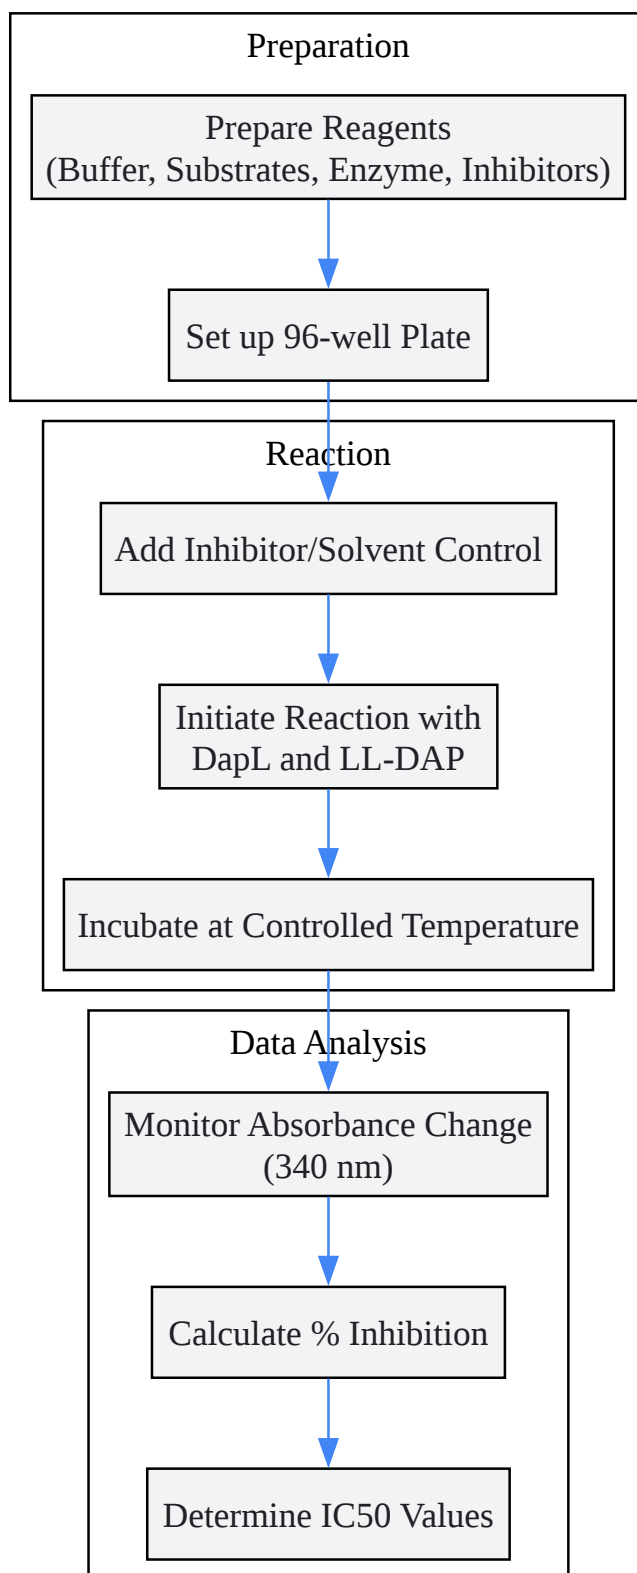 Preparation
Prepare Reagents
(Buffer, Substrates, Enzyme, Inhibitors)
Set up 96-well Plate
Reaction
Add Inhibitor/Solvent Control
Initiate Reaction with
DapL and LL-DAP
Incubate at Controlled Temperature
Data Analysis
Monitor Absorbance Change
(340 nm)
Calculate % Inhibition
Determine IC50 Values